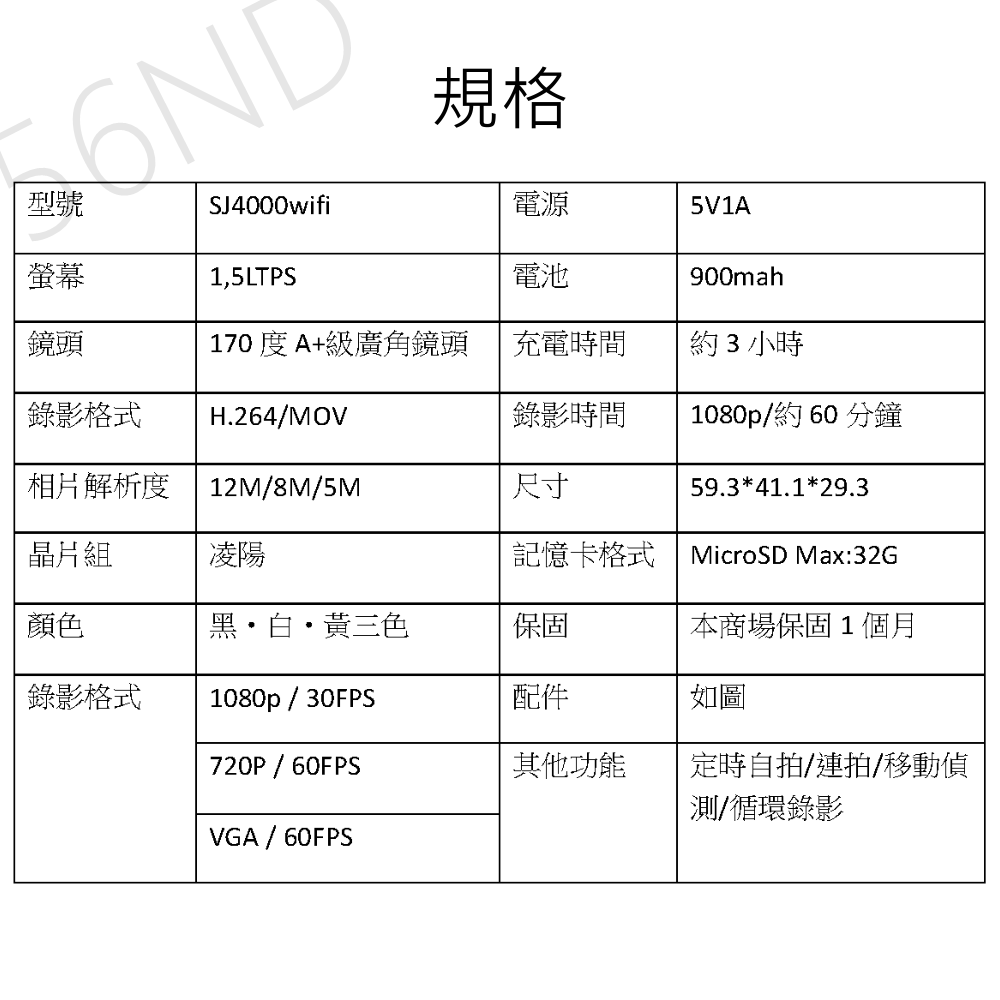 56ND
規格
型號 SJ4000wifi 電源 5V1A
螢幕 1,5LTPS 電池 900mah
鏡頭 170 度 A+級廣角鏡頭 充電時間 約 3 小時
錄影格式 H.264/MOV 錄影時間 1080p/約 60 分鐘
相片解析度 12M/8M/5M 尺寸 59.3*41.1*29.3
晶片組 凌陽 記憶卡格式 MicroSD Max:32G
顏色 黑・白・黃三色 保固 本商場保固 1 個月
錄影格式 1080p / 30FPS 配件 如圖
720P / 60FPS 其他功能 定時自拍/連拍/移動偵
測/循環錄影
VGA / 60FPS